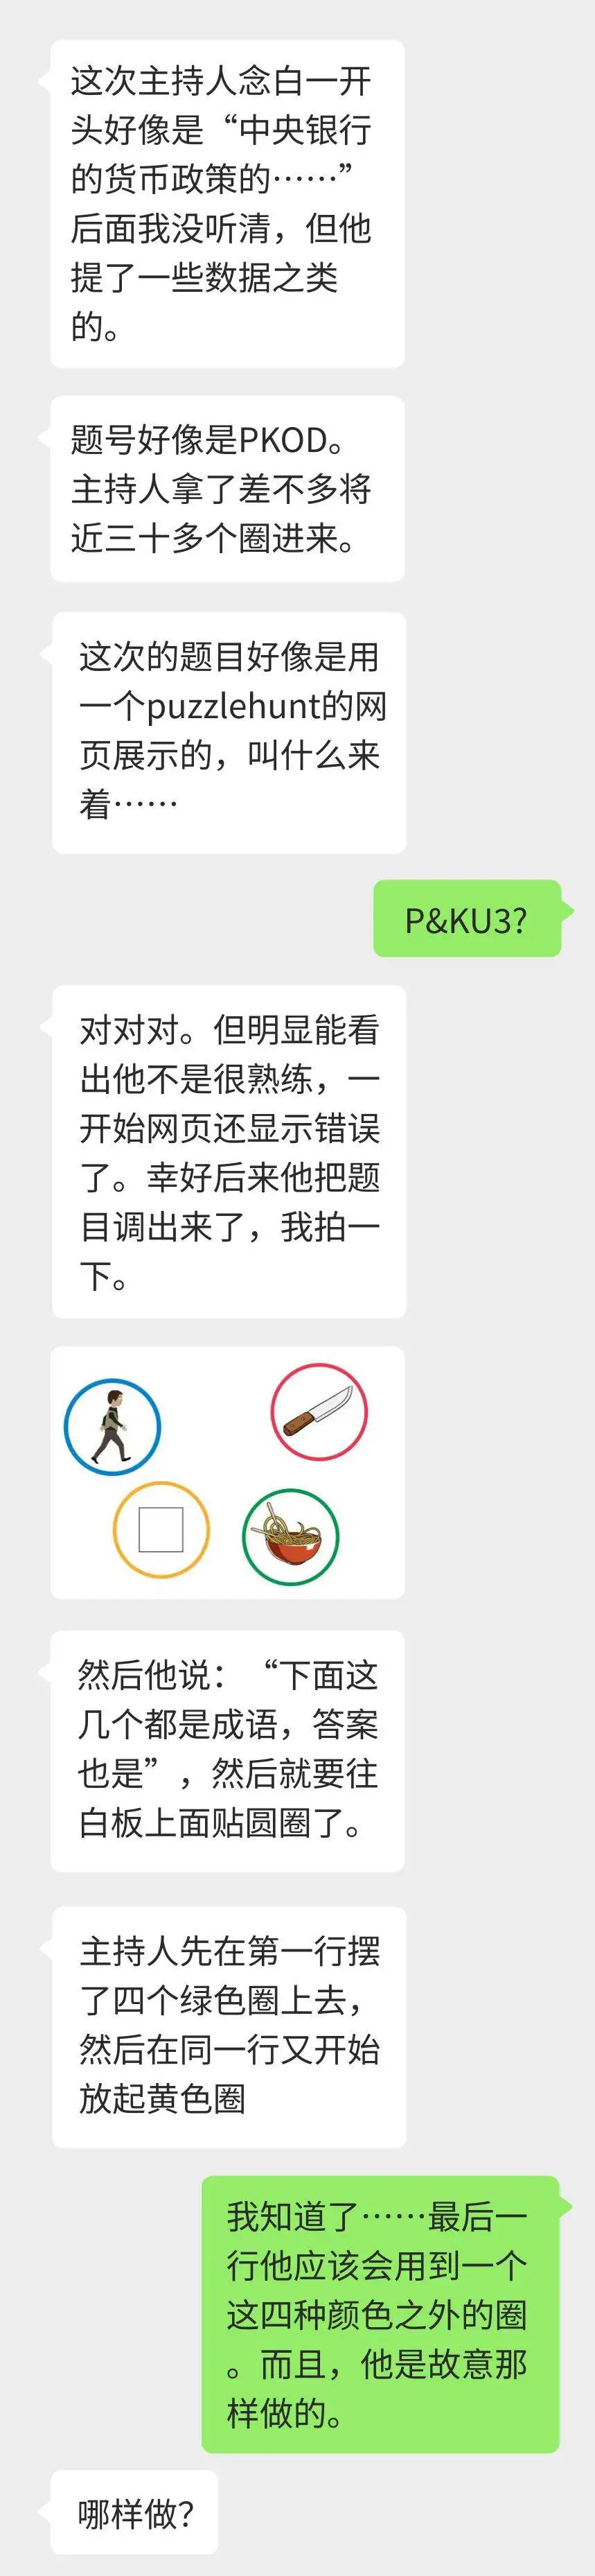 这次主持人念白一开
头好像是“中央银行
的货币政策的……”
后面我没听清，但他
提了一些数据之类
的。
题号好像是PKOD。
主持人拿了差不多将
近三十多个圈进来。
这次的题目好像是用
一个puzzlehunt的网
页展示的，叫什么来
着……
P&KU3?
对对对。但明显能看
出他不是很熟练，一
开始网页还显示错误
了。幸好后来他把题
目调出来了，我拍一
下。
然后他说：“下面这
几个都是成语，答案
也是”，然后就要往
白板上面贴圆圈了。
主持人先在第一行摆
了四个绿色圈上去，
然后在同一行又开始
放起黄色圈
我知道了……最后一
行他应该会用到一个
这四种颜色之外的圈
。而且，他是故意那
样做的。
哪样做？